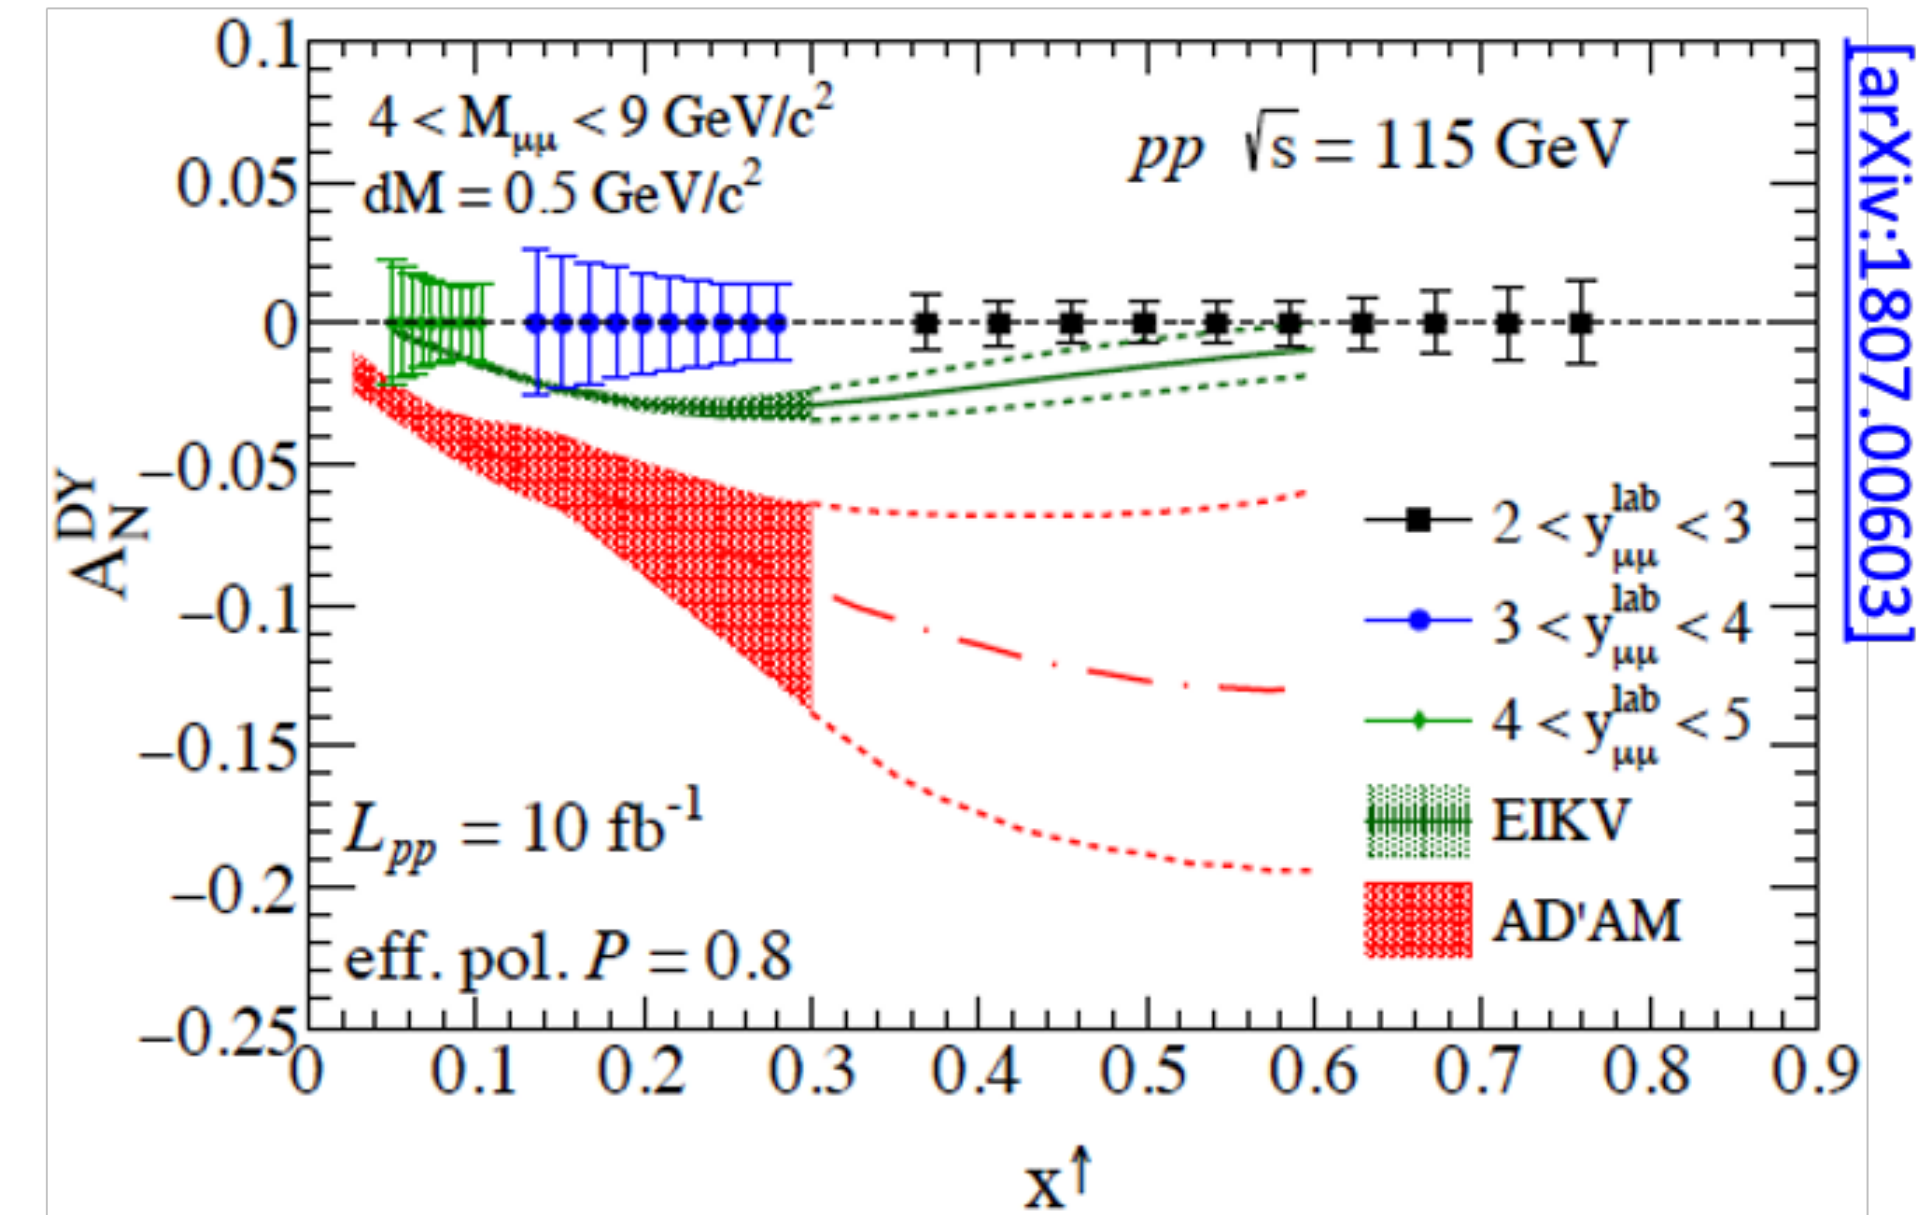 0.1
0.05
0
−0.05
−0.1
−0.15
−0.2
−0.25
A_N^DY
4 < M_μμ < 9 GeV/c²
dM = 0.5 GeV/c²
pp √s = 115 GeV
2 < y_μμ^lab < 3
3 < y_μμ^lab < 4
4 < y_μμ^lab < 5
EIKV
AD'AM
L_pp = 10 fb⁻¹
eff. pol. P = 0.8
0 0.1 0.2 0.3 0.4 0.5 0.6 0.7 0.8 0.9
x↑
[arXiv:1807.00603]